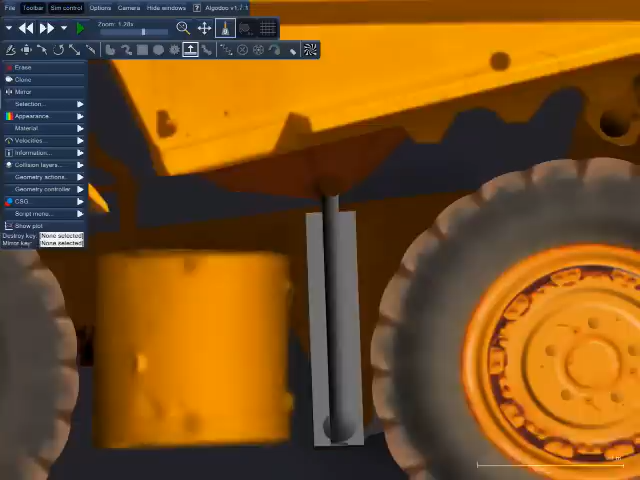 File Toolbar Sim control Options Camera Hide windows ? Algodoo v1.7.1
Zoom: 1.28x
Erase
Clone
Mirror
Selection...
Appearance
Material
Velocities...
Information...
Collision layers...
Geometry actions...
Geometry controller
CSG...
Script menu...
Show plot
Destroy key: [None selected]
Mirror key: [None selected]